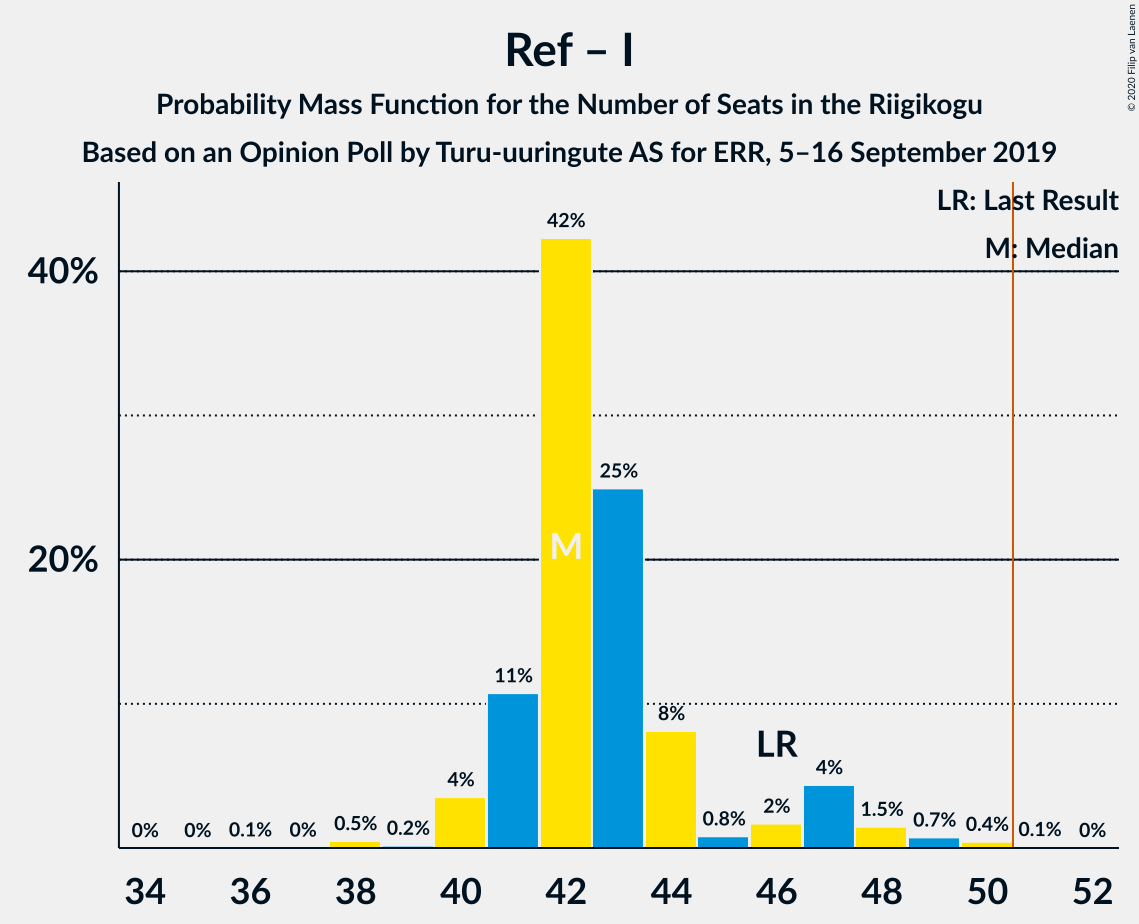 Ref – I
Probability Mass Function for the Number of Seats in the Riigikogu
Based on an Opinion Poll by Turu-uuringute AS for ERR, 5–16 September 2019
© 2020 Filip van Laenen
LR: Last Result
M: Median
40%
20%
0% 0% 0.1% 0% 0.5% 0.2% 4% 11% 42% 25% 8% 0.8% 2% 4% 1.5% 0.7% 0.4% 0.1% 0%
M
LR
34 36 38 40 42 44 46 48 50 52